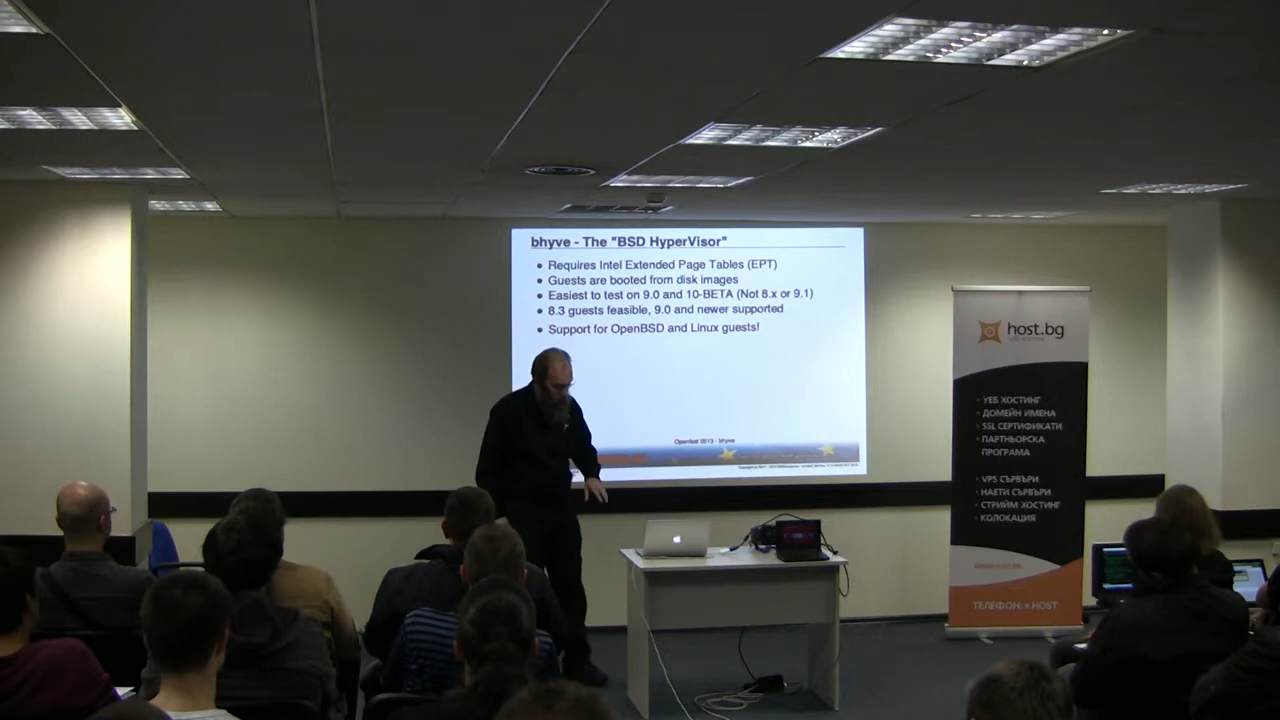 bhyve - The "BSD HyperVisor"
● Requires Intel Extended Page Tables (EPT)
● Guests are booted from disk images
● Easiest to test on 9.0 and 10-BETA (Not 8.x or 9.1)
● 8.3 guests feasible, 9.0 and newer supported
● Support for OpenBSD and Linux guests!
OpenFest 2013 - bhyve
host.bg
• УЕБ ХОСТИНГ
• ДОМЕЙН ИМЕНА
• SSL СЕРТИФИКАТИ
• ПАРТНЬОРСКА
ПРОГРАМА
• VPS СЪРВЪРИ
• НАЕТИ СЪРВЪРИ
• СТРИЙМ ХОСТИНГ
• КОЛОКАЦИЯ
ТЕЛЕФОН: * HOST